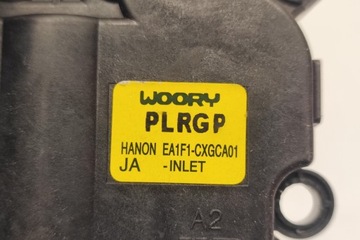 WOORY
PLRGP
HANON EA1F1-CXGCA01
JA -INLET
A2